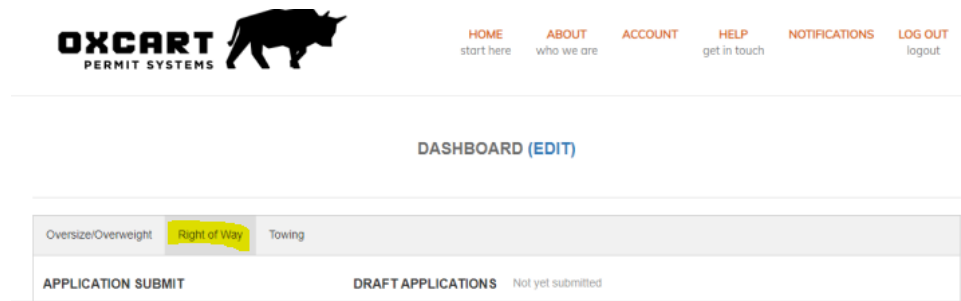 OXCART
PERMIT SYSTEMS
HOME ABOUT ACCOUNT HELP NOTIFICATIONS LOG OUT
start here who we are get in touch logout
DASHBOARD (EDIT)
Oversize/Overweight Right of Way Towing
APPLICATION SUBMIT DRAFT APPLICATIONS Not yet submitted